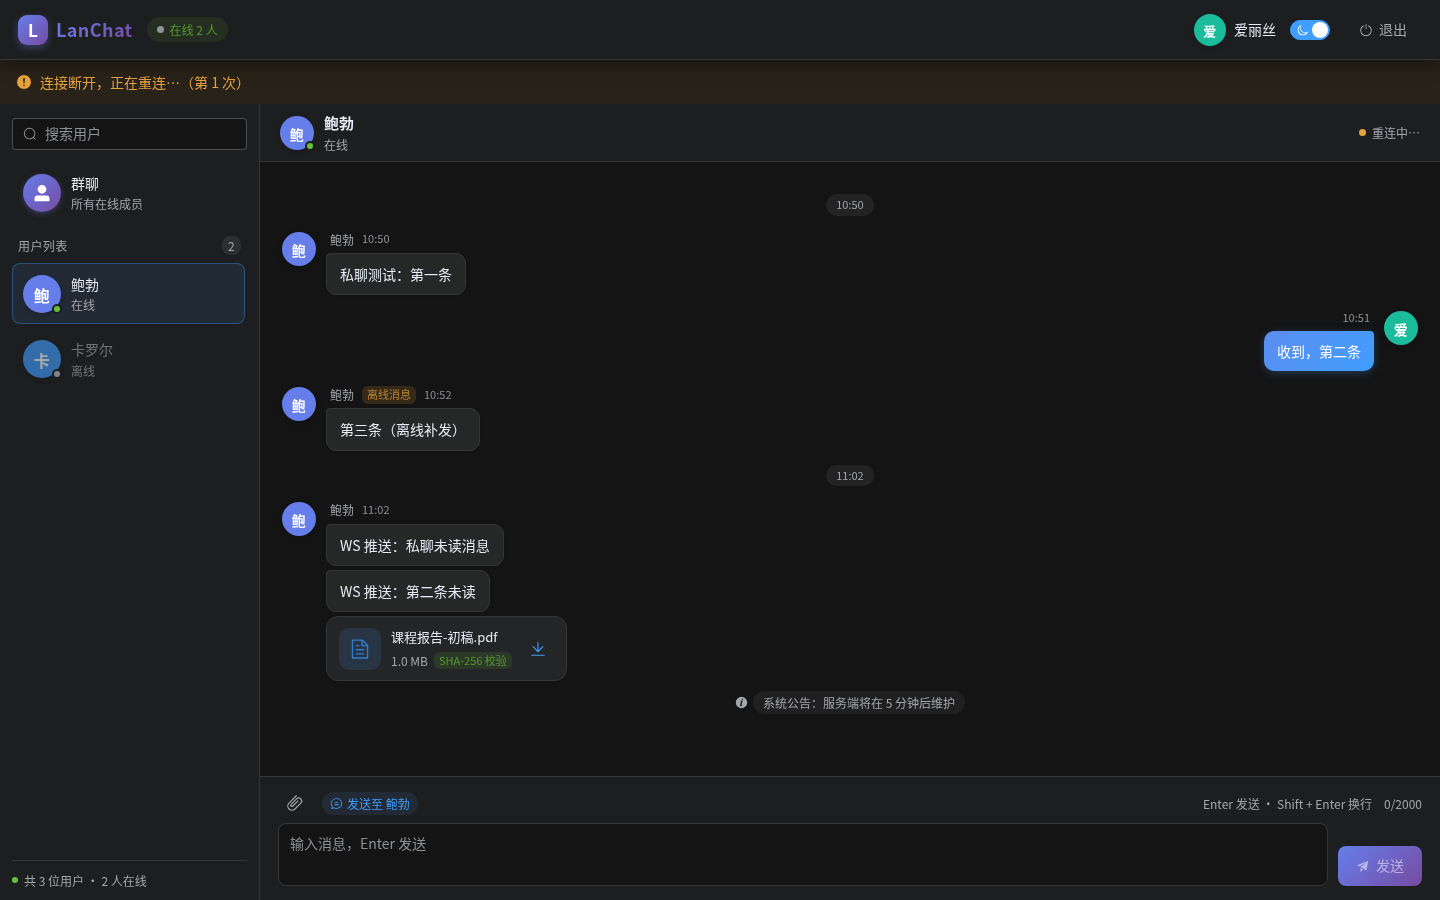 L LanChat 在线 2 人
爱 爱丽丝 退出
连接断开，正在重连…（第 1 次）
搜索用户
群聊
所有在线成员
用户列表 2
鲍 鲍勃
在线
卡 卡罗尔
离线
共 3 位用户 · 2 人在线
鲍 鲍勃
在线
重连中…
10:50
鲍 鲍勃 10:50
私聊测试：第一条
10:51 爱
收到，第二条
鲍 鲍勃 离线消息 10:52
第三条（离线补发）
11:02
鲍 鲍勃 11:02
WS 推送：私聊未读消息
WS 推送：第二条未读
课程报告-初稿.pdf
1.0 MB SHA-256 校验
系统公告：服务端将在 5 分钟后维护
发送至 鲍勃
Enter 发送 · Shift + Enter 换行 0/2000
输入消息，Enter 发送
发送